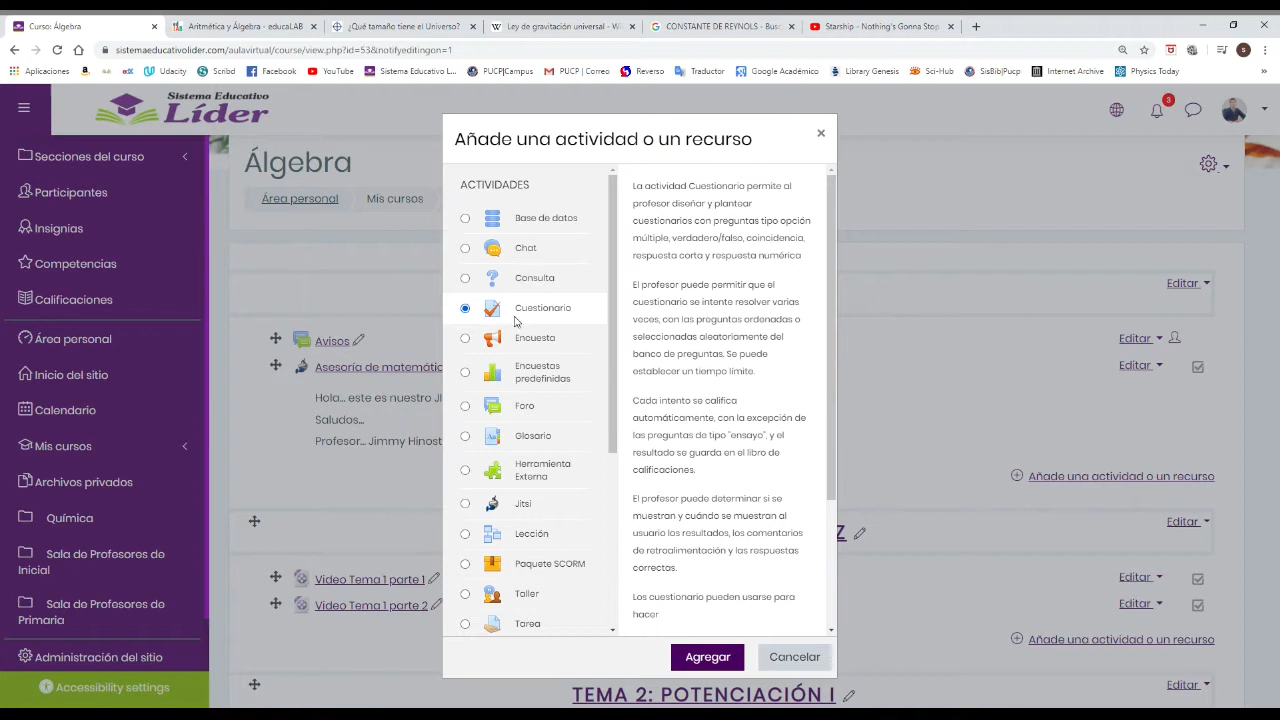 Curso: Álgebra
Aritmética y Álgebra - educaLAB
¿Qué tamaño tiene el Universo?
Ley de gravitación universal - Wi
CONSTANTE DE REYNOLS - Busc
Starship - Nothing's Gonna Stop
sistemaeducativolider.com/aulavirtual/course/view.php?id=53&notifyeditingon=1
Aplicaciones
Udacity
Scribd
Facebook
YouTube
Sistema Educativo L...
PUCP|Campus
PUCP | Correo
Reverso
Traductor
Google Académico
Library Genesis
Sci-Hub
SisBib|Pucp
Internet Archive
Physics Today
Sistema Educativo
Líder
3
Secciones del curso
Participantes
Insignias
Competencias
Calificaciones
Área personal
Inicio del sitio
Calendario
Mis cursos
Archivos privados
Química
Sala de Profesores de
Inicial
Sala de Profesores de
Primaria
Administración del sitio
Accessibility settings
Álgebra
Área personal
Mis cursos
Editar
Avisos
Editar
Asesoría de matemátic
Editar
Hola... este es nuestro JI
Saludos...
Profesor... Jimmy Hinost
Añade una actividad o un recurso
Editar
Z
Video Tema 1 parte 1
Editar
Video Tema 1 parte 2
Editar
Añade una actividad o un recurso
Editar
TEMA 2: POTENCIACIÓN I
Añade una actividad o un recurso
ACTIVIDADES
Base de datos
Chat
Consulta
Cuestionario
Encuesta
Encuestas
predefinidas
Foro
Glosario
Herramienta
Externa
Jitsi
Lección
Paquete SCORM
Taller
Tarea
La actividad Cuestionario permite al
profesor diseñar y plantear
cuestionarios con preguntas tipo opción
múltiple, verdadero/falso, coincidencia,
respuesta corta y respuesta numérica
El profesor puede permitir que el
cuestionario se intente resolver varias
veces, con las preguntas ordenadas o
seleccionadas aleatoriamente del
banco de preguntas. Se puede
establecer un tiempo límite.
Cada intento se califica
automáticamente, con la excepción de
las preguntas de tipo "ensayo", y el
resultado se guarda en el libro de
calificaciones.
El profesor puede determinar si se
muestran y cuándo se muestran al
usuario los resultados, los comentarios
de retroalimentación y las respuestas
correctas.
Los cuestionario pueden usarse para
hacer
Agregar
Cancelar